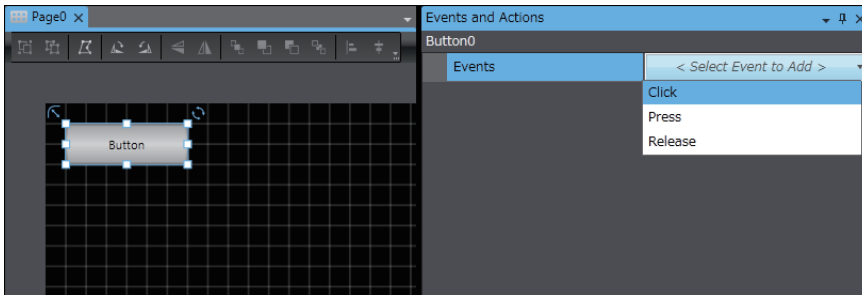 Page0
Events and Actions
Button0
Events
< Select Event to Add >
Click
Press
Release
Button